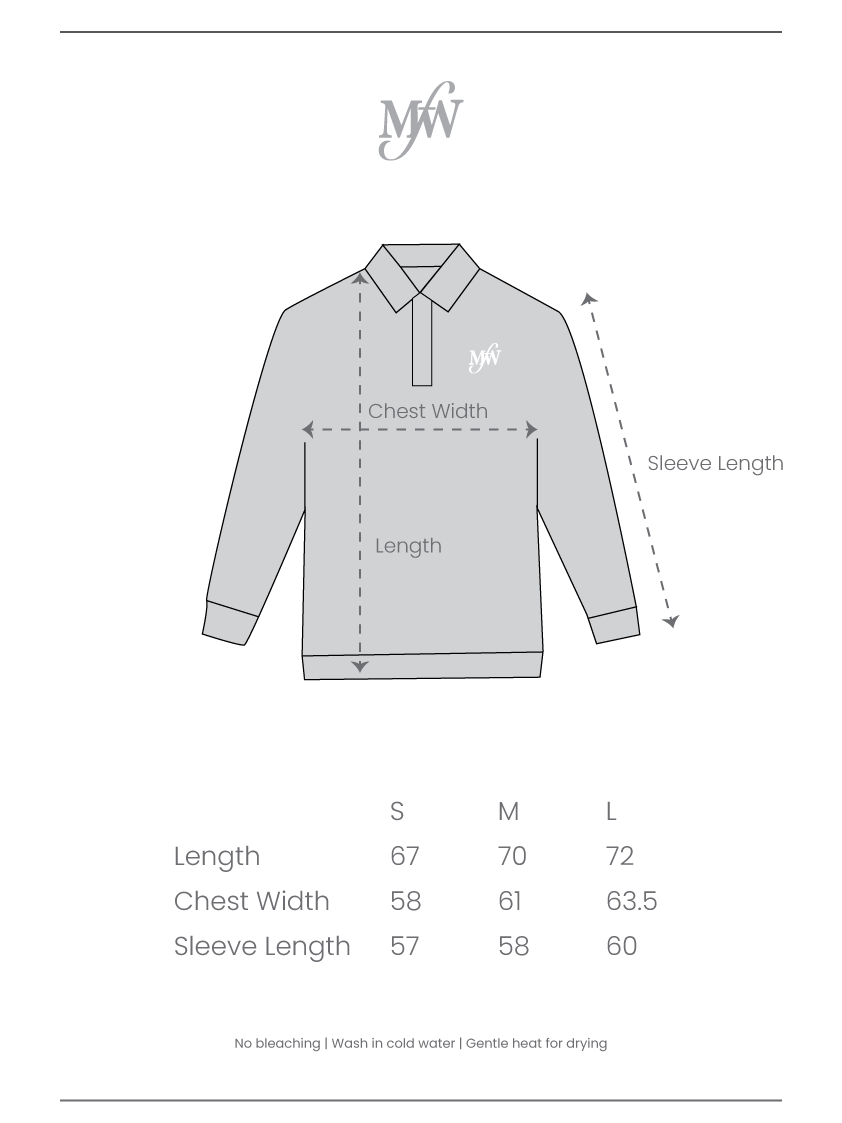 MfW
MfW
Chest Width
Sleeve Length
Length
S M L
Length 67 70 72
Chest Width 58 61 63.5
Sleeve Length 57 58 60
No bleaching | Wash in cold water | Gentle heat for drying